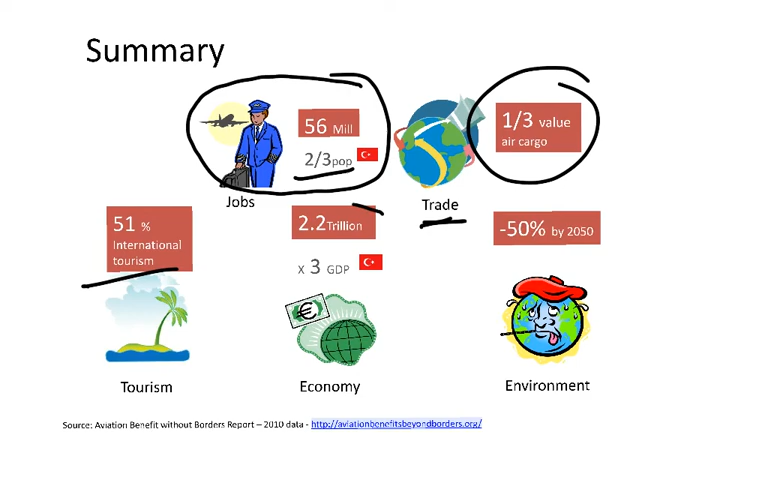 Summary
56 Mill
2/3pop
Jobs
1/3 value
air cargo
Trade
51 %
International
tourism
2.2Trillion
x 3 GDP
-50% by 2050
€
Tourism
Economy
Environment
Source: Aviation Benefit without Borders Report – 2010 data - http://aviationbenefitsbeyondborders.org/